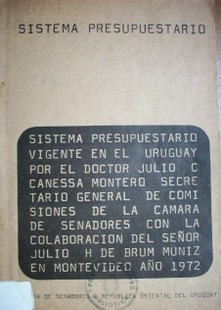 SISTEMA PRESUPUESTARIO
SISTEMA PRESUPUESTARIO
VIGENTE EN EL URUGUAY
POR EL DOCTOR JULIO C
CANESSA MONTERO SECRE
TARIO GENERAL DE COMI
SIONES DE LA CAMARA
DE SENADORES CON LA
COLABORACION DEL SEÑOR
JULIO H DE BRUM MUNIZ
EN MONTEVIDEO AÑO 1972
DE SENADORES REPUBLICA ORIENTAL DEL URUGUAY